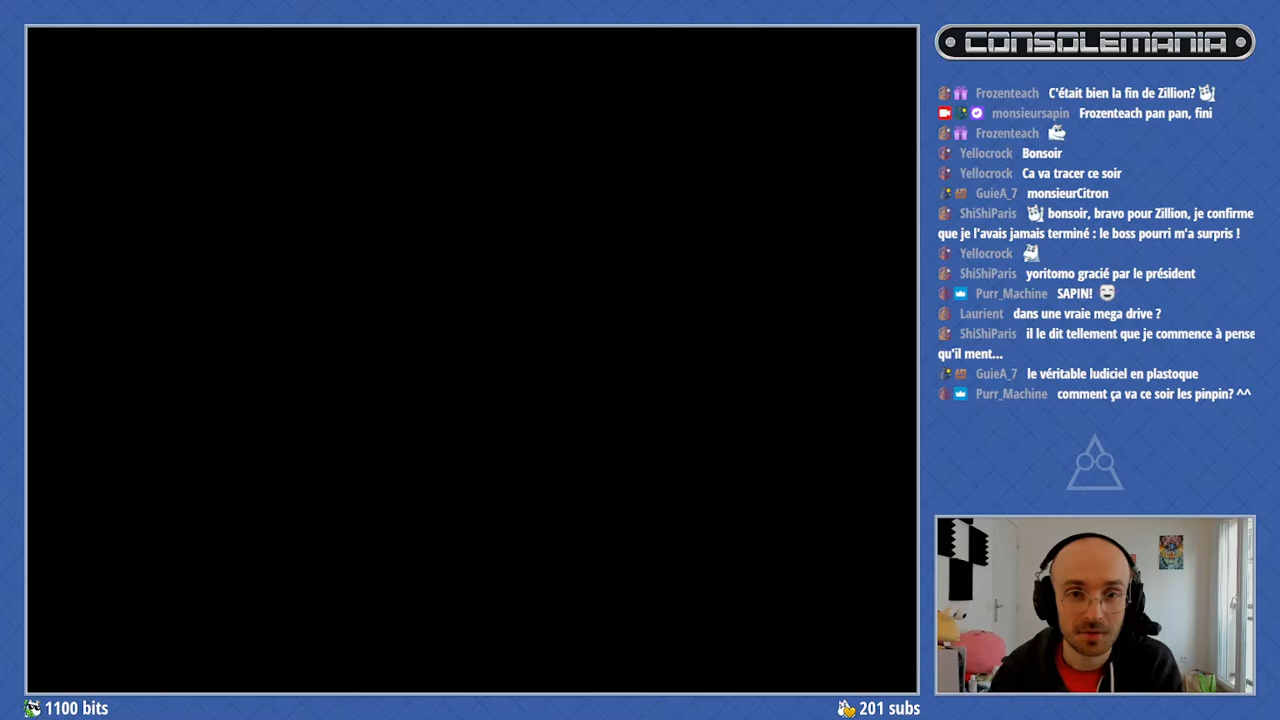 CONSOLEMANIA
Frozenteach C'était bien la fin de Zillion?
monsieursapin Frozenteach pan pan, fini
Frozenteach
Yellocrock Bonsoir
Yellocrock Ca va tracer ce soir
GuieA_7 monsieurCitron
ShiShiParis bonsoir, bravo pour Zillion, je confirme
que je l'avais jamais terminé : le boss pourri m'a surpris !
Yellocrock
ShiShiParis yoritomo gracié par le président
Purr_Machine SAPIN!
Laurient dans une vraie mega drive ?
ShiShiParis il le dit tellement que je commence à pense
qu'il ment...
GuieA_7 le véritable ludiciel en plastoque
Purr_Machine comment ça va ce soir les pinpin? ^^
1100 bits
201 subs